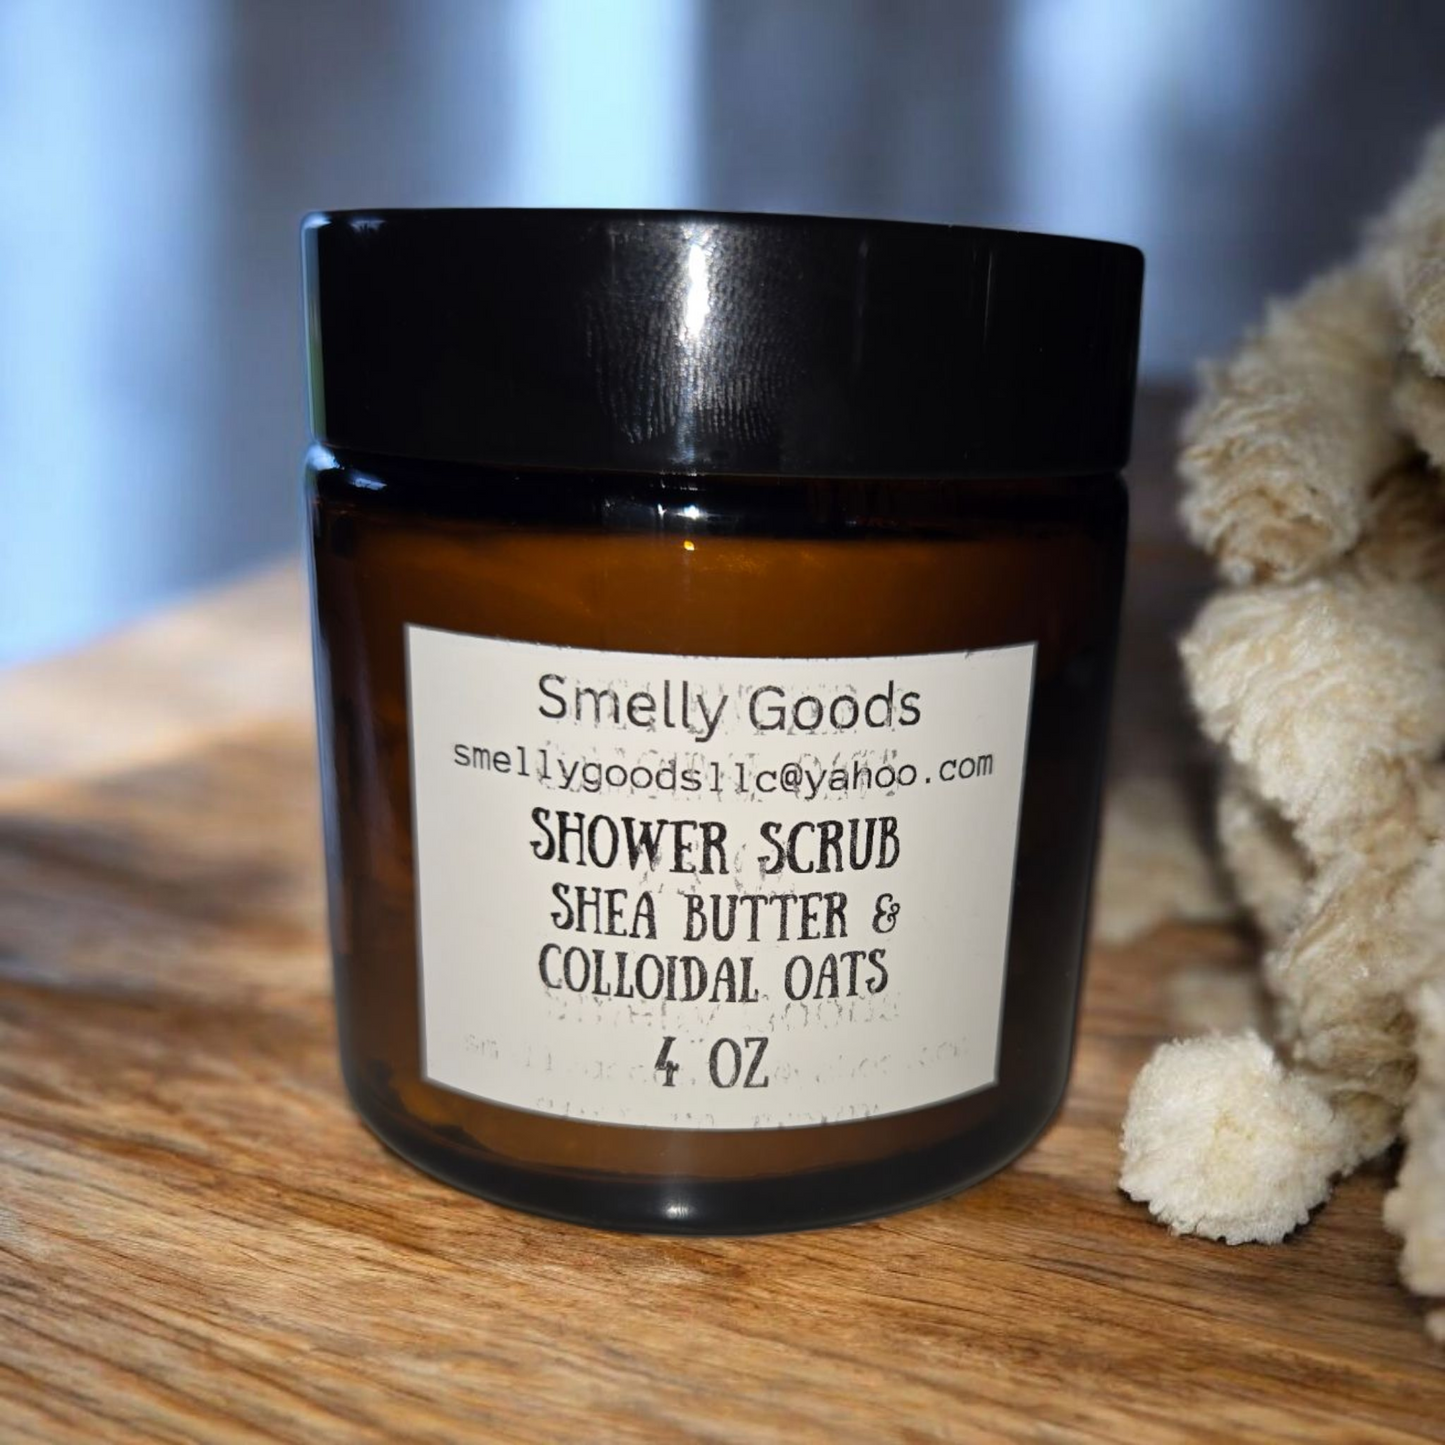 Smelly Goods
smellygoodsllc@yahoo.com
SHOWER SCRUB
SHEA BUTTER &
COLLOIDAL OATS
4 OZ